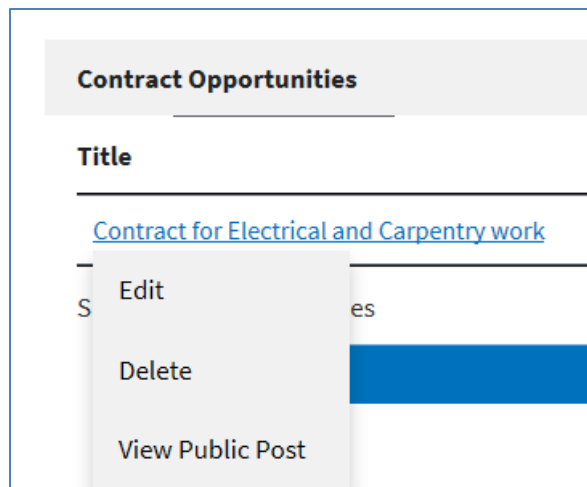 Contract Opportunities
Title
Contract for Electrical and Carpentry work
Edit
Delete
View Public Post